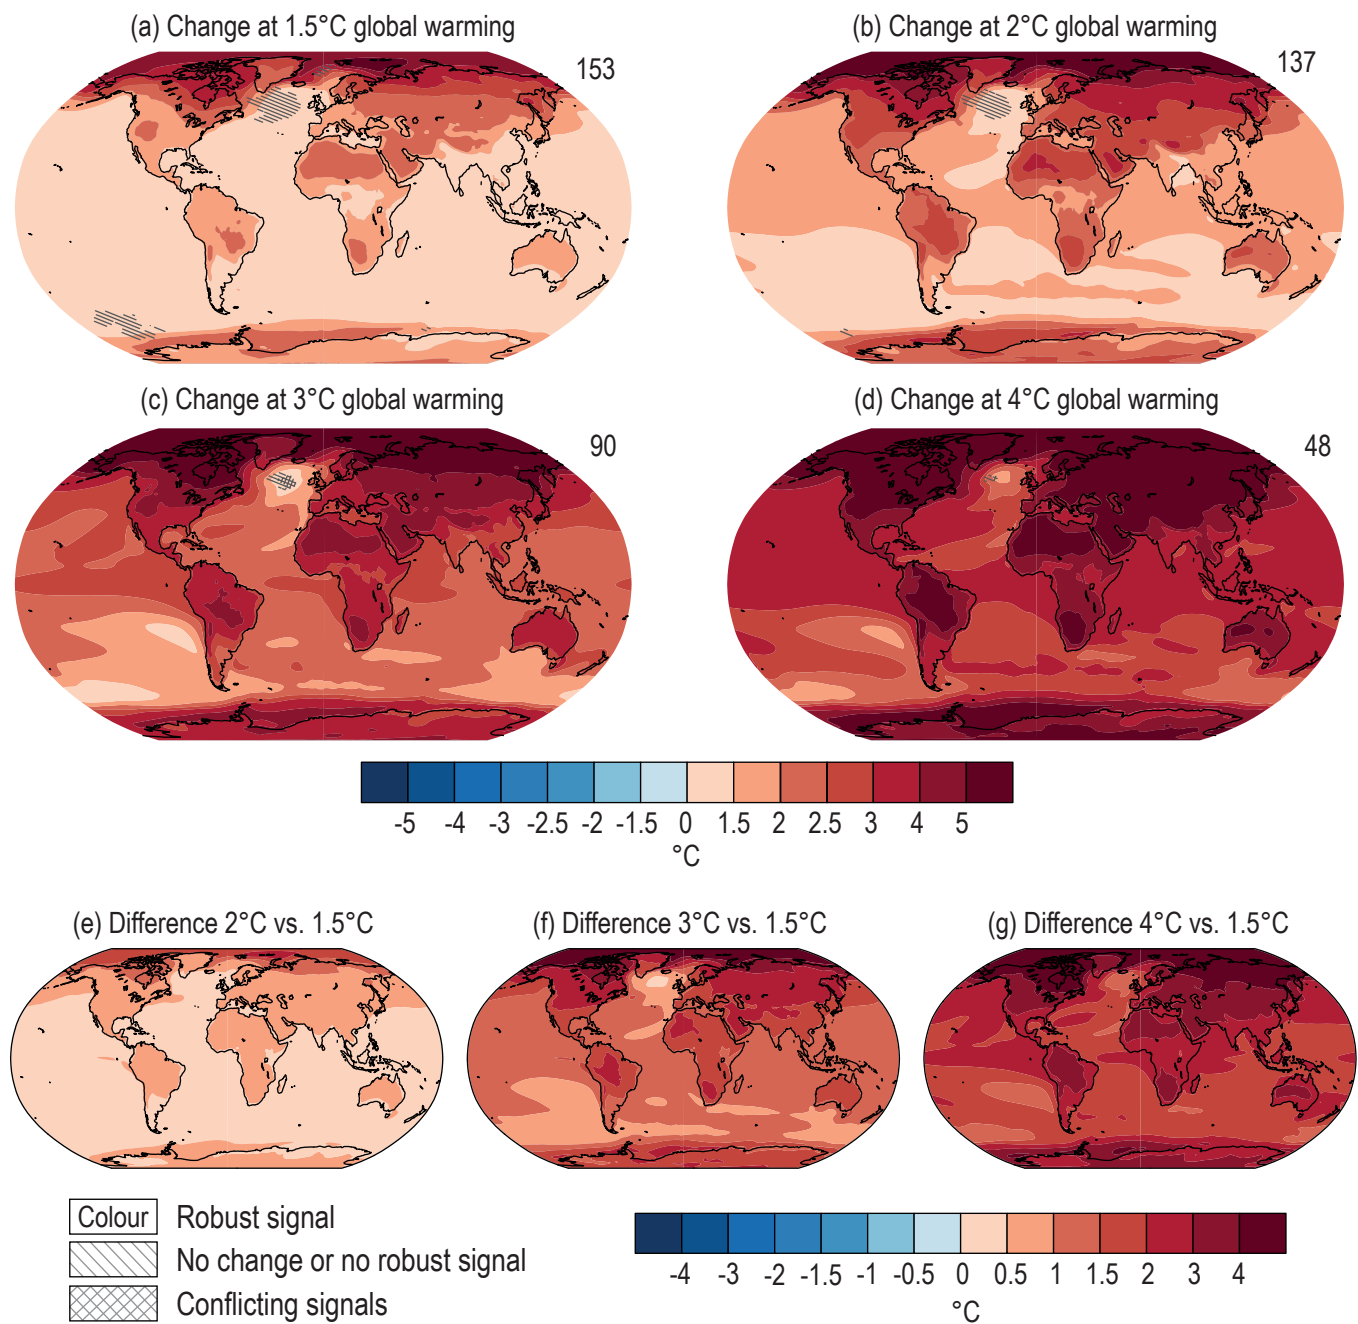 (a) Change at 1.5°C global warming
153
(b) Change at 2°C global warming
137
(c) Change at 3°C global warming
90
(d) Change at 4°C global warming
48
-5 -4 -3 -2.5 -2 -1.5 0 1.5 2 2.5 3 4 5
°C
(e) Difference 2°C vs. 1.5°C
(f) Difference 3°C vs. 1.5°C
(g) Difference 4°C vs. 1.5°C
Colour Robust signal
No change or no robust signal
Conflicting signals
-4 -3 -2 -1.5 -1 -0.5 0 0.5 1 1.5 2 3 4
°C